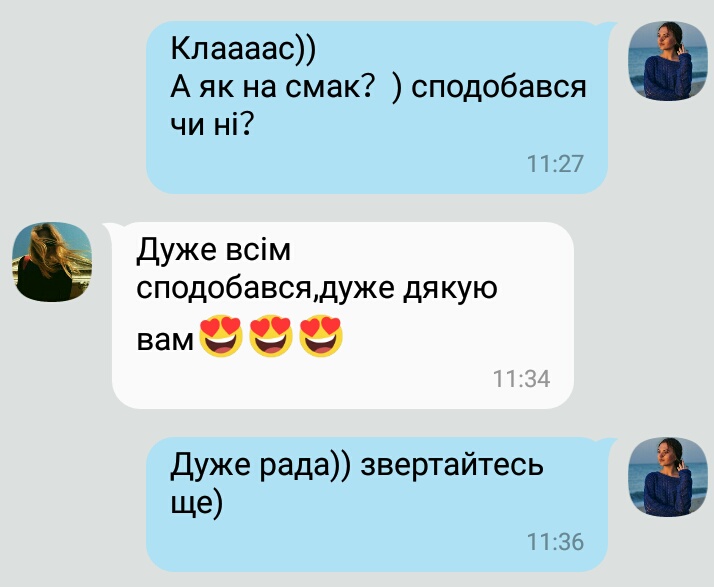 Клаааас))
А як на смак? ) сподобався
чи ні?
11:27
Дуже всім
сподобався,дуже дякую
вам😍😍😍
11:34
Дуже рада)) звертайтесь
ще)
11:36